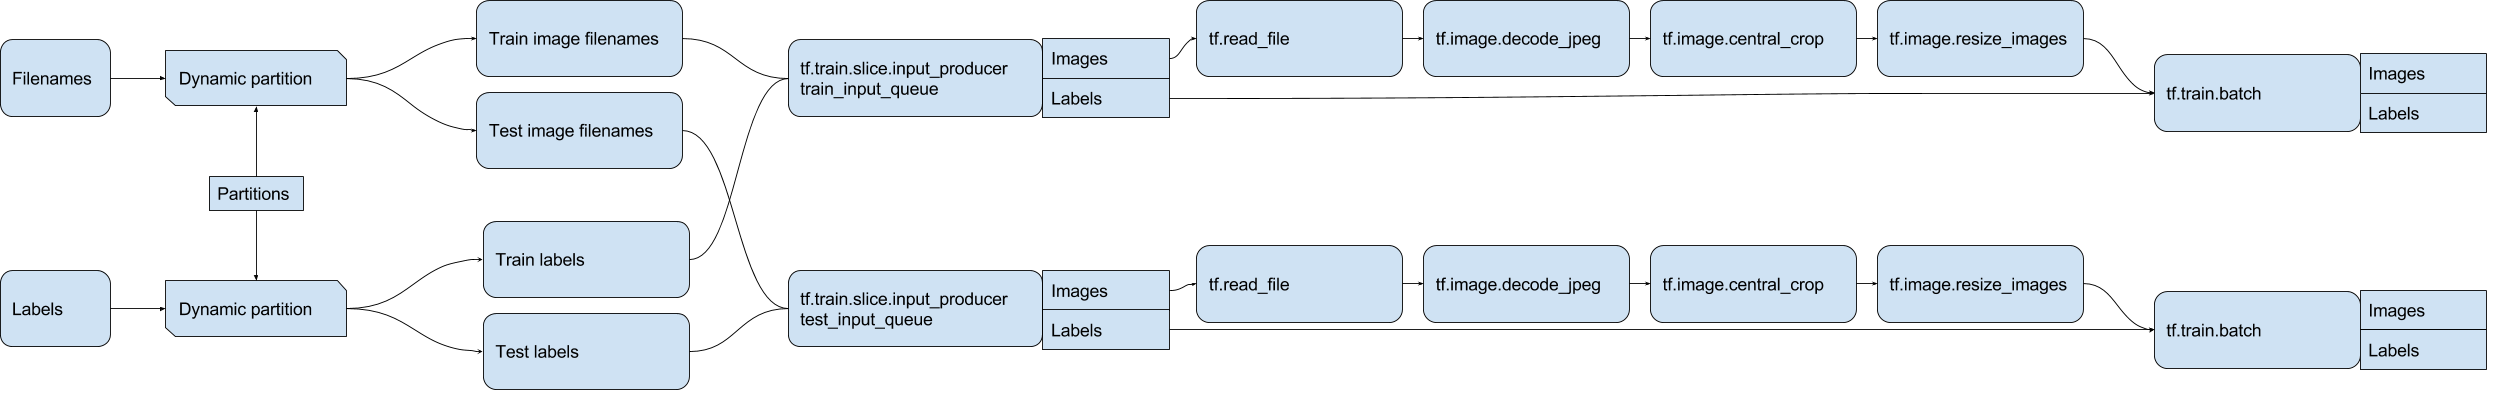 Filenames
Dynamic partition
Train image filenames
Test image filenames
tf.train.slice.input_producer
train_input_queue
Images
Labels
tf.read_file
tf.image.decode_jpeg
tf.image.central_crop
tf.image.resize_images
tf.train.batch
Images
Labels
Partitions
Labels
Dynamic partition
Train labels
Test labels
tf.train.slice.input_producer
test_input_queue
Images
Labels
tf.read_file
tf.image.decode_jpeg
tf.image.central_crop
tf.image.resize_images
tf.train.batch
Images
Labels